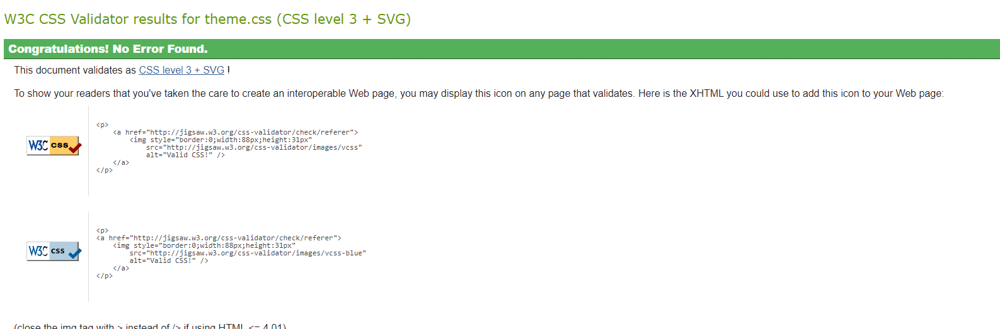 W3C CSS Validator results for theme.css (CSS level 3 + SVG)
Congratulations! No Error Found.
This document validates as CSS level 3 + SVG !
To show your readers that you've taken the care to create an interoperable Web page, you may display this icon on any page that validates. Here is the XHTML you could use to add this icon to your Web page:
W3C css
<p>
<a href="http://jigsaw.w3.org/css-validator/check/referer">
<img style="border:0;width:88px;height:31px"
src="http://jigsaw.w3.org/css-validator/images/vcss"
alt="Valid CSS!" />
</a>
</p>
W3C css
<p>
<a href="http://jigsaw.w3.org/css-validator/check/referer">
<img style="border:0;width:88px;height:31px"
src="http://jigsaw.w3.org/css-validator/images/vcss-blue"
alt="Valid CSS!" />
</a>
</p>
(close the img tag with > instead of /> if using HTML <= 4.01)